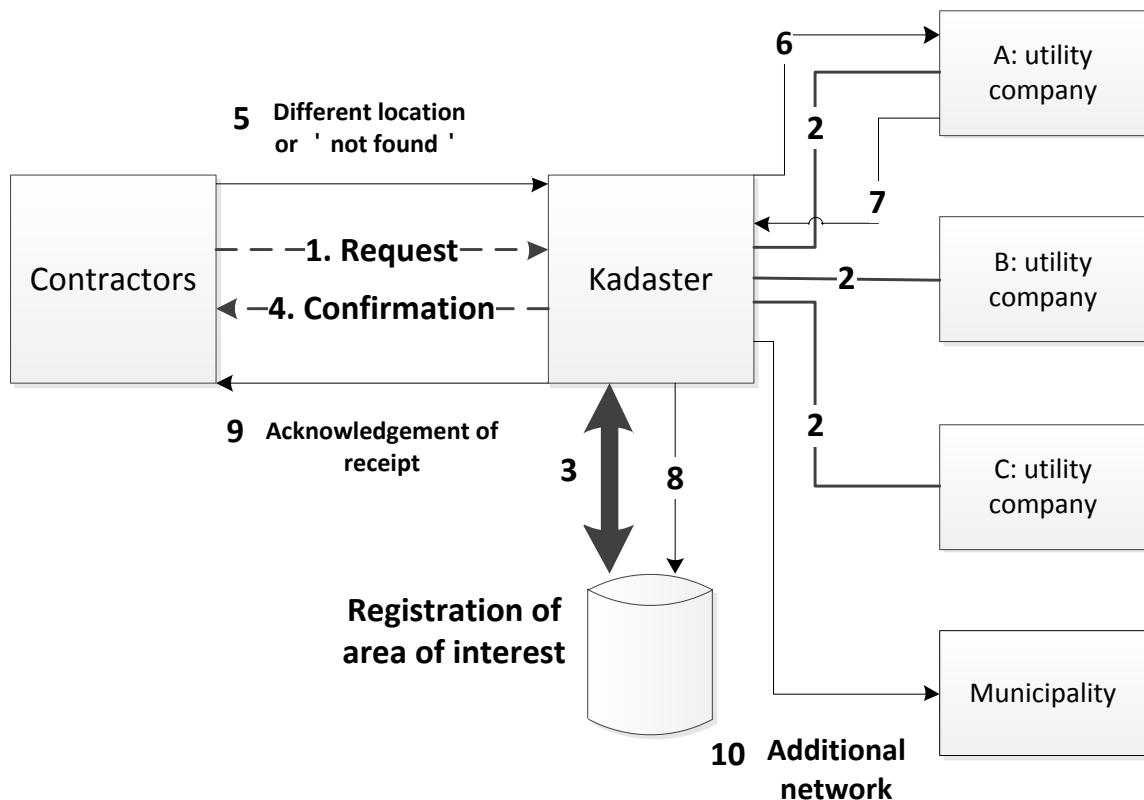 6
A: utility
company
5 Different location
or ' not found '
2
7
Contractors
1. Request
4. Confirmation
Kadaster
2
B: utility
company
9 Acknowledgement of
receipt
3
8
2
C: utility
company
Registration of
area of interest
Municipality
10 Additional
network